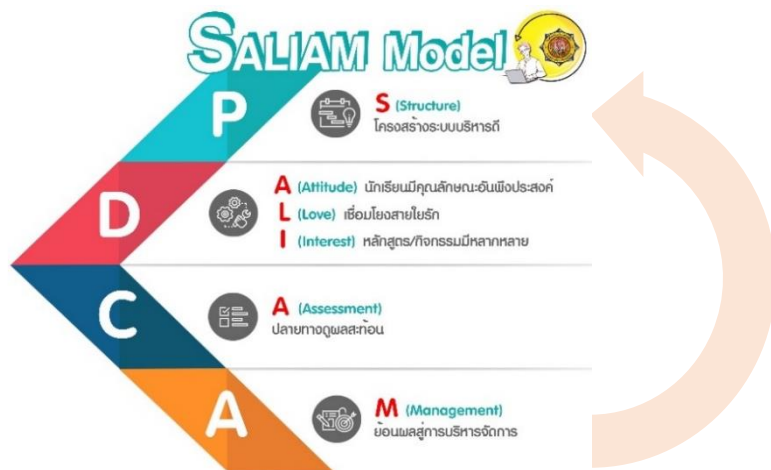 SALIAM Model
P
S (Structure)
โครงสร้างระบบบริหารดี
D
A (Attitude) นักเรียนมีคุณลักษณะอันพึงประสงค์
L (Love) เชื่อมโยงสายใยรัก
I (Interest) หลักสูตร/กิจกรรมมีหลากหลาย
C
A (Assessment)
ปลายทางดูผลสะท้อน
A
M (Management)
ย้อนผลสู่การบริหารจัดการ